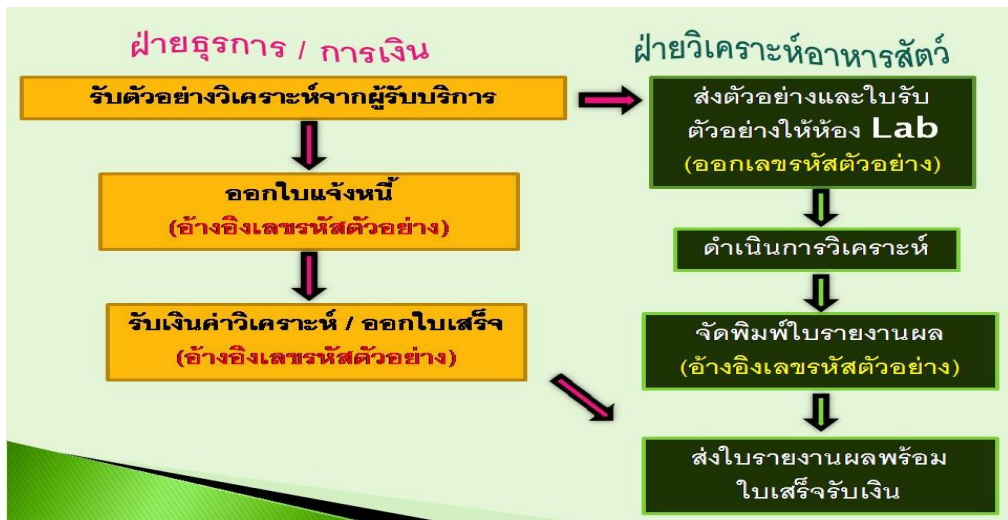 ฝ่ายธุรการ / การเงิน
รับตัวอย่างวิเคราะห์จากผู้รับบริการ
ออกใบแจ้งหนี้
(อ้างอิงเลขรหัสตัวอย่าง)
รับเงินค่าวิเคราะห์ / ออกใบเสร็จ
(อ้างอิงเลขรหัสตัวอย่าง)
ฝ่ายวิเคราะห์อาหารสัตว์
ส่งตัวอย่างและใบรับ
ตัวอย่างให้ห้อง Lab
(ออกเลขรหัสตัวอย่าง)
ดำเนินการวิเคราะห์
จัดพิมพ์ใบรายงานผล
(อ้างอิงเลขรหัสตัวอย่าง)
ส่งใบรายงานผลพร้อม
ใบเสร็จรับเงิน